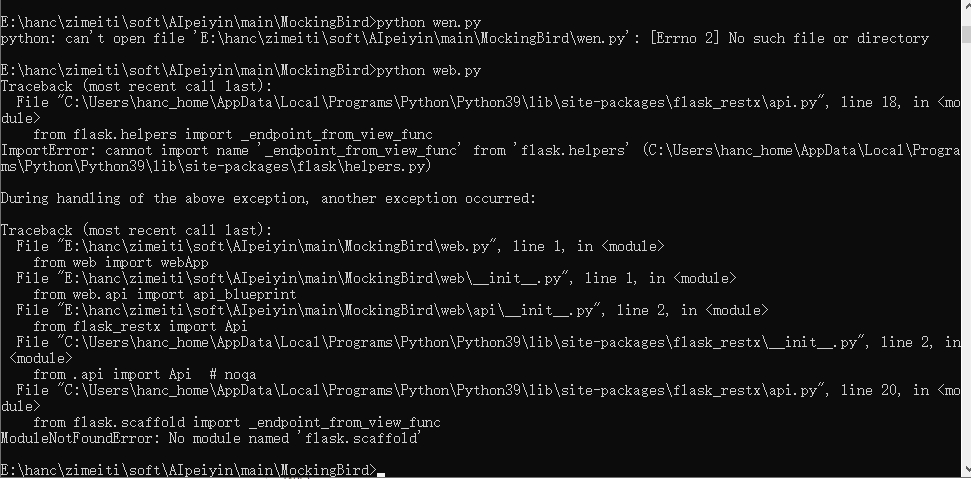 E:\hanc\zimeiti\soft\AIpeiyin\main\MockingBird>python wen.py
python: can't open file 'E:\hanc\zimeiti\soft\AIpeiyin\main\MockingBird\wen.py': [Errno 2] No such file or directory
E:\hanc\zimeiti\soft\AIpeiyin\main\MockingBird>python web.py
Traceback (most recent call last):
  File "C:\Users\hanc_home\AppData\Local\Programs\Python\Python39\lib\site-packages\flask_restx\api.py", line 18, in <mo
dule>
    from flask.helpers import _endpoint_from_view_func
ImportError: cannot import name '_endpoint_from_view_func' from 'flask.helpers' (C:\Users\hanc_home\AppData\Local\Progra
ms\Python\Python39\lib\site-packages\flask\helpers.py)
During handling of the above exception, another exception occurred:
Traceback (most recent call last):
  File "E:\hanc\zimeiti\soft\AIpeiyin\main\MockingBird\web.py", line 1, in <module>
    from web import webApp
  File "E:\hanc\zimeiti\soft\AIpeiyin\main\MockingBird\web\__init__.py", line 1, in <module>
    from web.api import api_blueprint
  File "E:\hanc\zimeiti\soft\AIpeiyin\main\MockingBird\web\api\__init__.py", line 2, in <module>
    from flask_restx import Api
  File "C:\Users\hanc_home\AppData\Local\Programs\Python\Python39\lib\site-packages\flask_restx\__init__.py", line 2, in
 <module>
    from .api import Api  # noqa
  File "C:\Users\hanc_home\AppData\Local\Programs\Python\Python39\lib\site-packages\flask_restx\api.py", line 20, in <mo
dule>
    from flask.scaffold import _endpoint_from_view_func
ModuleNotFoundError: No module named 'flask.scaffold'
E:\hanc\zimeiti\soft\AIpeiyin\main\MockingBird>